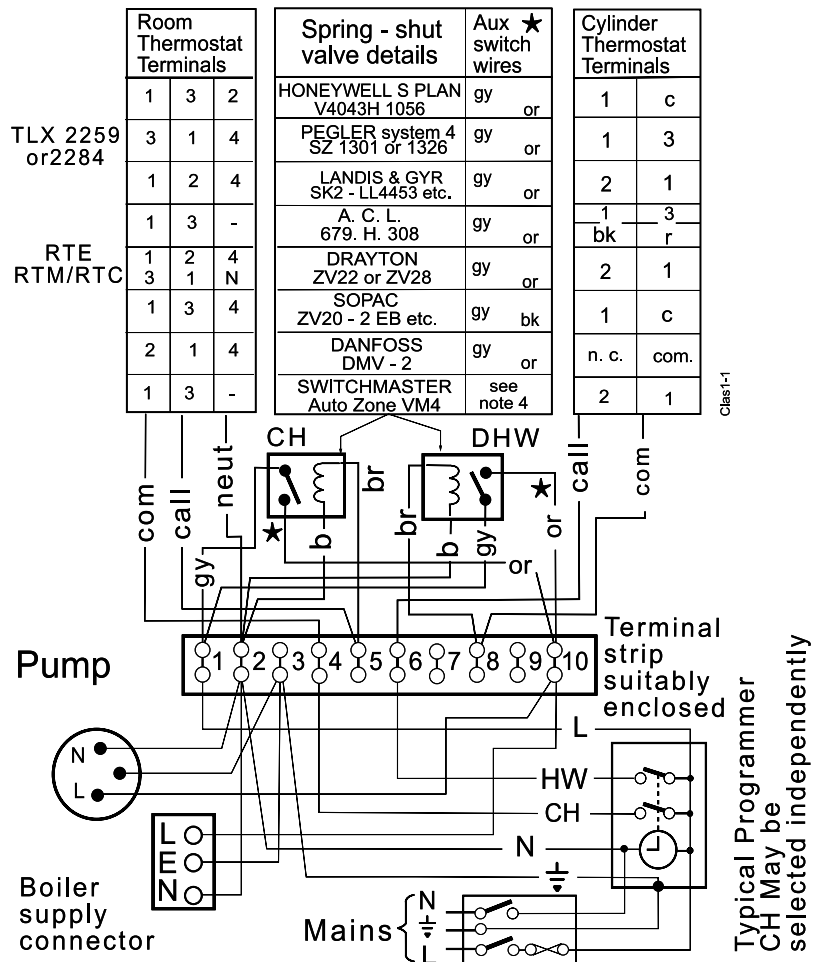 Room Thermostat Terminals
Spring - shut valve details
Aux ★ switch wires
Cylinder Thermostat Terminals
1 3 2
HONEYWELL S PLAN
V4043H 1056
gy or
1 c
TLX 2259 or2284
3 1 4
PEGLER system 4
SZ 1301 or 1326
gy or
1 3
1 2 4
LANDIS & GYR
SK2 - LL4453 etc.
gy or
2 1
1 3 -
A. C. L.
679. H. 308
gy or
1 3
bk r
RTE
RTM/RTC
1 2 4
3 1 N
DRAYTON
ZV22 or ZV28
gy or
2 1
1 3 4
SOPAC
ZV20 - 2 EB etc.
gy bk
1 c
2 1 4
DANFOSS
DMV - 2
gy or
n. c. com.
1 3 -
SWITCHMASTER
Auto Zone VM4
see note 4
2 1
Clas1-1
CH
DHW
com
call
neut
gy
★
b
br
br
b
gy
★
or
call
com
or
1 2 3 4 5 6 7 8 9 10
Terminal strip suitably enclosed
Pump
N
L
L
HW
CH
N
L
E
N
Boiler supply connector
Mains
N
L
Typical Programmer
CH May be
selected independently